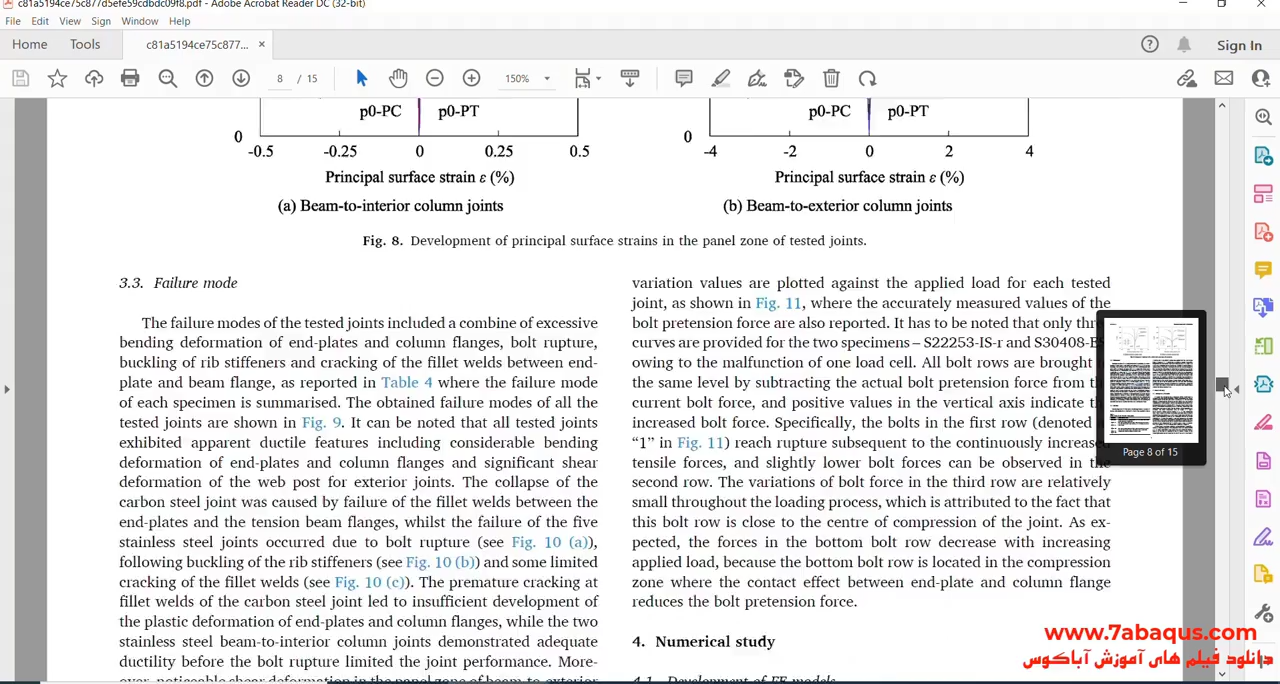 c81a5194ce75c877d5efe59cdbdc09f8.pdf - Adobe Acrobat Reader DC (32-bit)
File Edit View Sign Window Help
Home Tools c81a5194ce75c877... × Sign In
8 / 15 150%
p0-PC p0-PT p0-PC p0-PT
0 0
-0.5 -0.25 0 0.25 0.5 -4 -2 0 2 4
Principal surface strain ε (%) Principal surface strain ε (%)
(a) Beam-to-interior column joints (b) Beam-to-exterior column joints
Fig. 8. Development of principal surface strains in the panel zone of tested joints.
3.3. Failure mode
The failure modes of the tested joints included a combine of excessive
bending deformation of end-plates and column flanges, bolt rupture,
buckling of rib stiffeners and cracking of the fillet welds between end-
plate and beam flange, as reported in Table 4 where the failure mode
of each specimen is summarised. The obtained failure modes of all the
tested joints are shown in Fig. 9. It can be noted that all tested joints
exhibited apparent ductile features including considerable bending
deformation of end-plates and column flanges and significant shear
deformation of the web post for exterior joints. The collapse of the
carbon steel joint was caused by failure of the fillet welds between the
end-plates and the tension beam flanges, whilst the failure of the five
stainless steel joints occurred due to bolt rupture (see Fig. 10 (a)),
following buckling of the rib stiffeners (see Fig. 10 (b)) and some limited
cracking of the fillet welds (see Fig. 10 (c)). The premature cracking at
fillet welds of the carbon steel joint led to insufficient development of
the plastic deformation of end-plates and column flanges, while the two
stainless steel beam-to-interior column joints demonstrated adequate
ductility before the bolt rupture limited the joint performance. More-
over, noticeable shear deformation in the panel zone of beam-to-exterior
variation values are plotted against the applied load for each tested
joint, as shown in Fig. 11, where the accurately measured values of the
bolt pretension force are also reported. It has to be noted that only
curves are provided for the two specimens – S22253-IS-r and
owing to the malfunction of one load cell. All bolt rows are brought
the same level by subtracting the actual bolt pretension force from
current bolt force, and positive values in the vertical axis indicate
increased bolt force. Specifically, the bolts in the first row (denoted
“1” in Fig. 11) reach rupture subsequent to the continuously
tensile forces, and slightly lower bolt forces can be observed in
second row. The variations of bolt force in the third row are relatively
small throughout the loading process, which is attributed to the fact that
this bolt row is close to the centre of compression of the joint. As ex-
pected, the forces in the bottom bolt row decrease with increasing
applied load, because the bottom bolt row is located in the compression
zone where the contact effect between end-plate and column flange
reduces the bolt pretension force.
4. Numerical study
4.1. Development of FE models
Page 8 of 15
www.7abaqus.com
دانلود فیلم های آموزش آباکوس